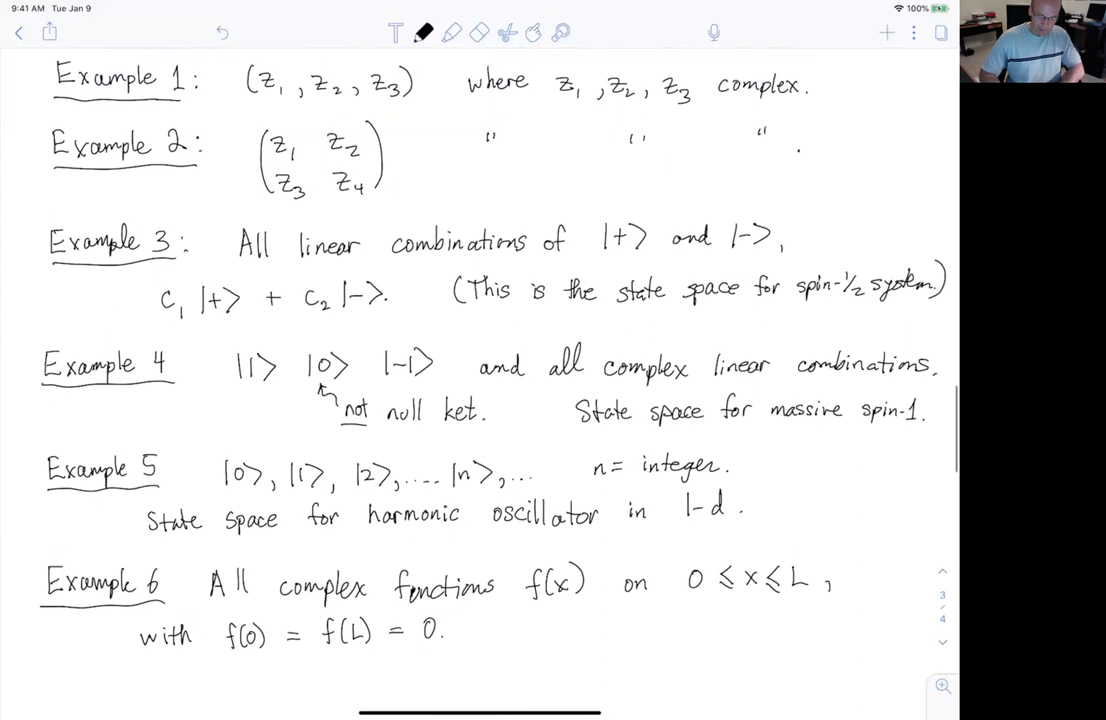 9:41 AM Tue Jan 9
100%
Example 1: (z₁, z₂, z₃) where z₁, z₂, z₃ complex.
Example 2: (z₁ z₂ " " " .
z₃ z₄)
Example 3: All linear combinations of |+> and |->,
c₁ |+> + c₂ |->. (This is the state space for spin-1/2 system.)
Example 4 |1> |0> |-1> and all complex linear combinations.
not null ket. State space for massive spin-1.
Example 5 |0>, |1>, |2>,.... |n>,... n = integer.
State space for harmonic oscillator in 1-d.
Example 6 All complex functions f(x) on 0 ≤ x ≤ L,
with f(0) = f(L) = 0.
3
/
4